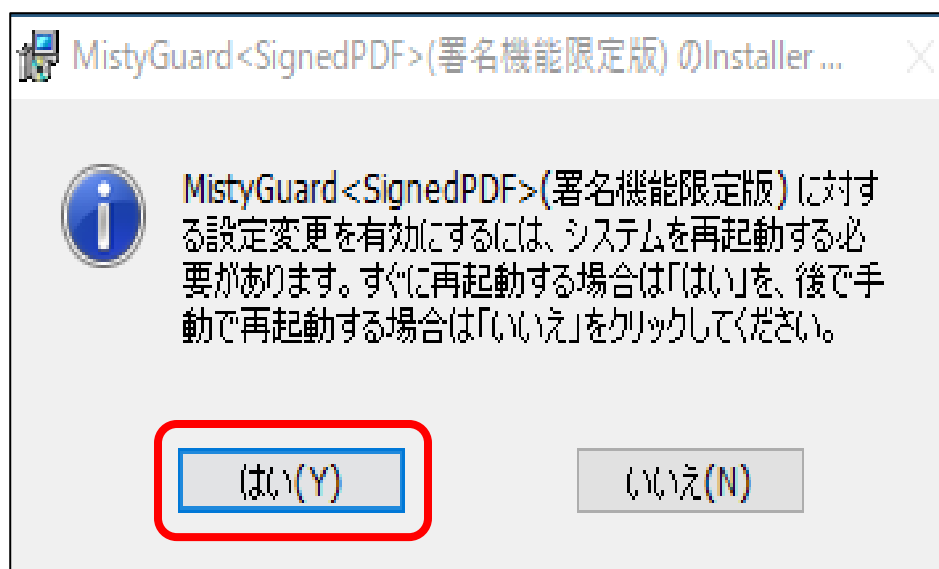 MistyGuard<SignedPDF>(署名機能限定版) のInstaller ...
MistyGuard<SignedPDF>(署名機能限定版) に対す
る設定変更を有効にするには、システムを再起動する必
要があります。すぐに再起動する場合は「はい」を、後で手
動で再起動する場合は「いいえ」をクリックしてください。
はい(Y)
いいえ(N)